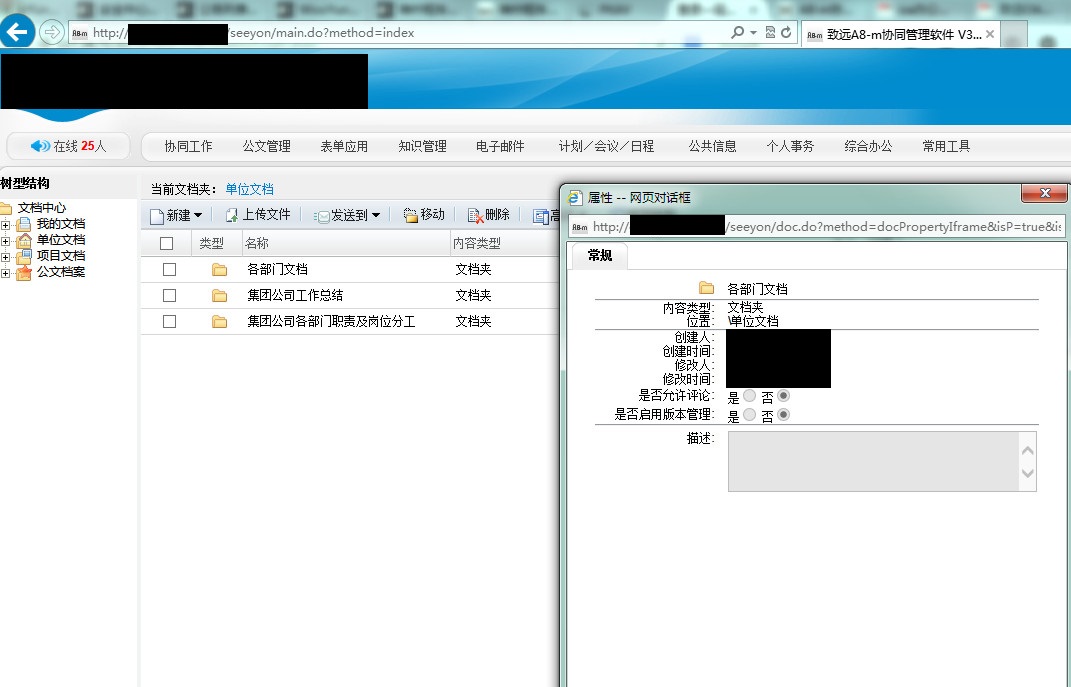 http:// /seeyon/main.do?method=index
致远A8-m协同管理软件 V3...
在线 25人
协同工作 公文管理 表单应用 知识管理 电子邮件 计划／会议／日程 公共信息 个人事务 综合办公 常用工具
树型结构
文档中心
我的文档
单位文档
项目文档
公文档案
当前文档夹： 单位文档
新建 上传文件 发送到 移动 删除 高
类型 名称 内容类型
各部门文档 文档夹
集团公司工作总结 文档夹
集团公司各部门职责及岗位分工 文档夹
属性 -- 网页对话框
http:// /seeyon/doc.do?method=docPropertyIframe&isP=true&is
常规
各部门文档
内容类型: 文档夹
位置: \单位文档
创建人:
创建时间:
修改人:
修改时间:
是否允许评论: 是 否
是否启用版本管理: 是 否
描述: